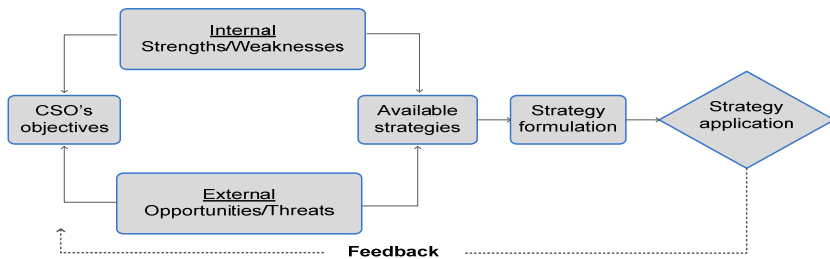 Internal
Strengths/Weaknesses
CSO's
objectives
Available
strategies
Strategy
formulation
Strategy
application
External
Opportunities/Threats
Feedback